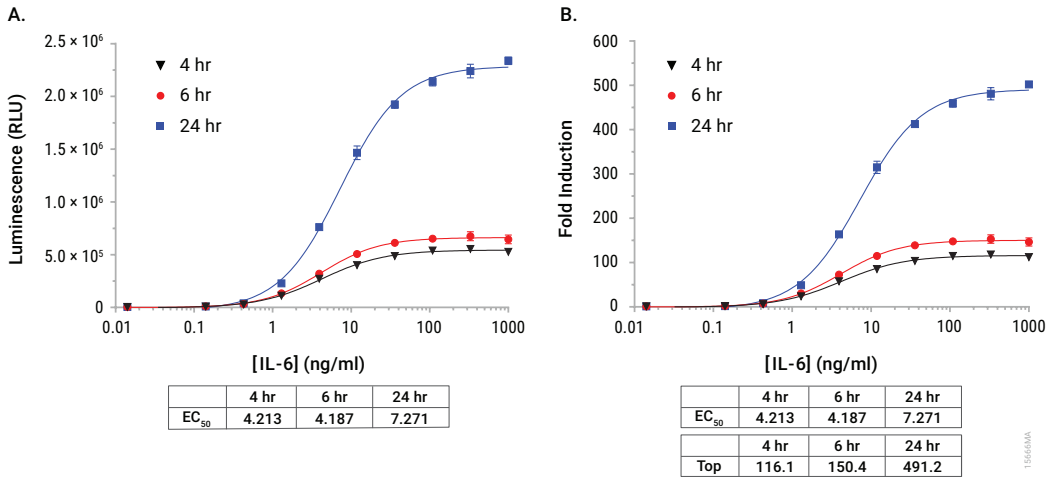 A.
Luminescence (RLU)
2.5 × 10⁶
2.0 × 10⁶
1.5 × 10⁶
1.0 × 10⁶
5.0 × 10⁵
0
4 hr
6 hr
24 hr
0.01 0.1 1 10 100 1000
[IL-6] (ng/ml)
4 hr 6 hr 24 hr
EC₅₀ 4.213 4.187 7.271
B.
Fold Induction
600
500
400
300
200
100
0
4 hr
6 hr
24 hr
0.01 0.1 1 10 100 1000
[IL-6] (ng/ml)
4 hr 6 hr 24 hr
EC₅₀ 4.213 4.187 7.271
4 hr 6 hr 24 hr
Top 116.1 150.4 491.2
15666MA